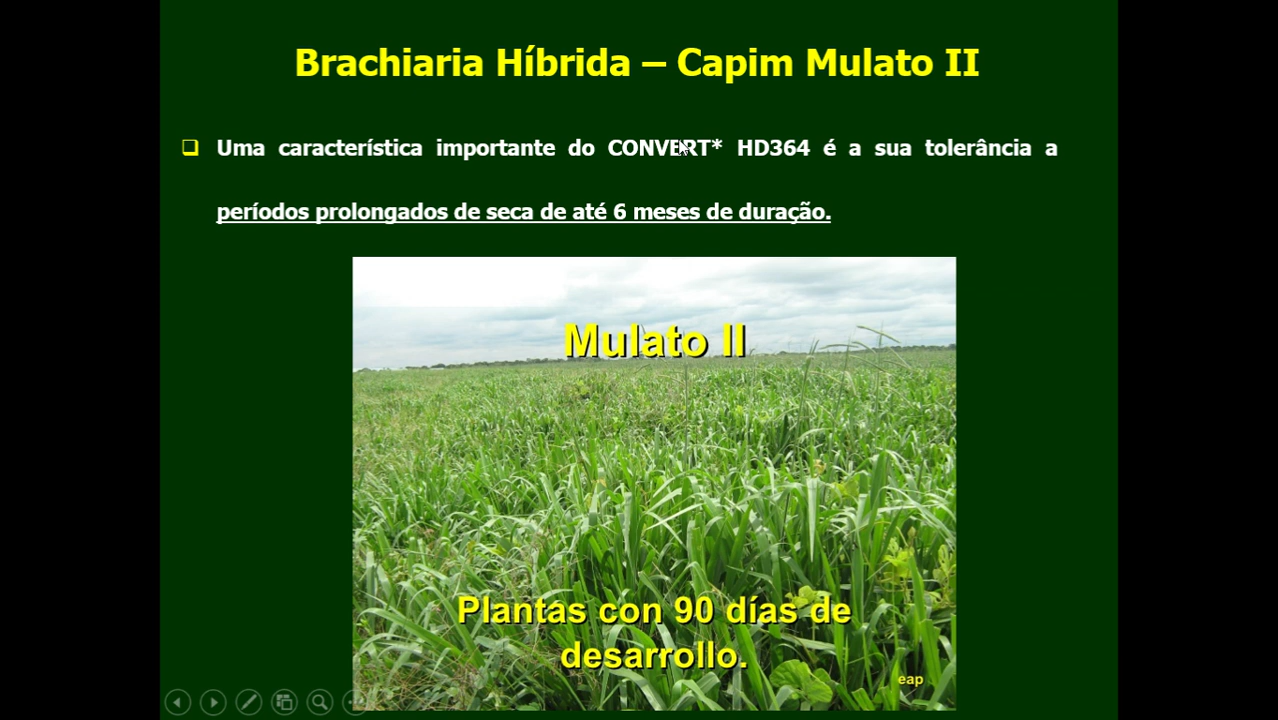 Brachiaria Híbrida – Capim Mulato II
Uma característica importante do CONVERT* HD364 é a sua tolerância a
períodos prolongados de seca de até 6 meses de duração.
Mulato II
Plantas con 90 días de
desarrollo.
eap